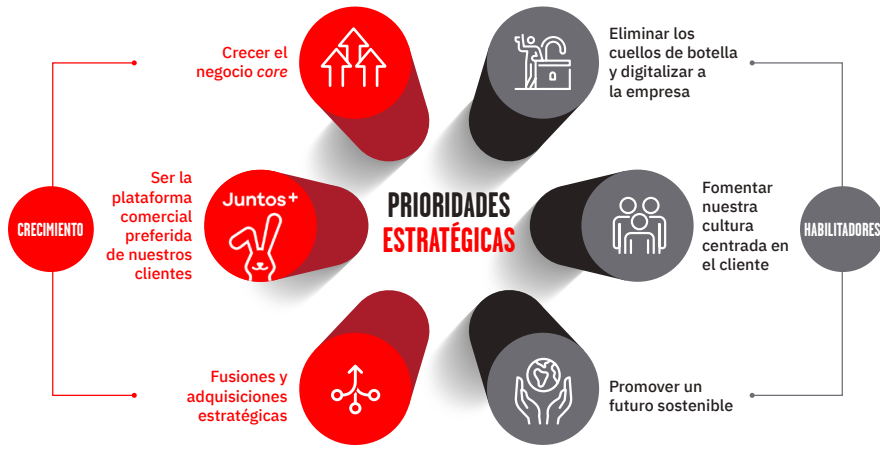 Crecer el
negocio core
Eliminar los
cuellos de botella
y digitalizar a
la empresa
CRECIMIENTO
Ser la
plataforma
comercial
preferida
de nuestros
clientes
Juntos+
PRIORIDADES
ESTRATÉGICAS
Fomentar
nuestra
cultura
centrada en
el cliente
HABILITADORES
Fusiones y
adquisiciones
estratégicas
Promover un
futuro sostenible